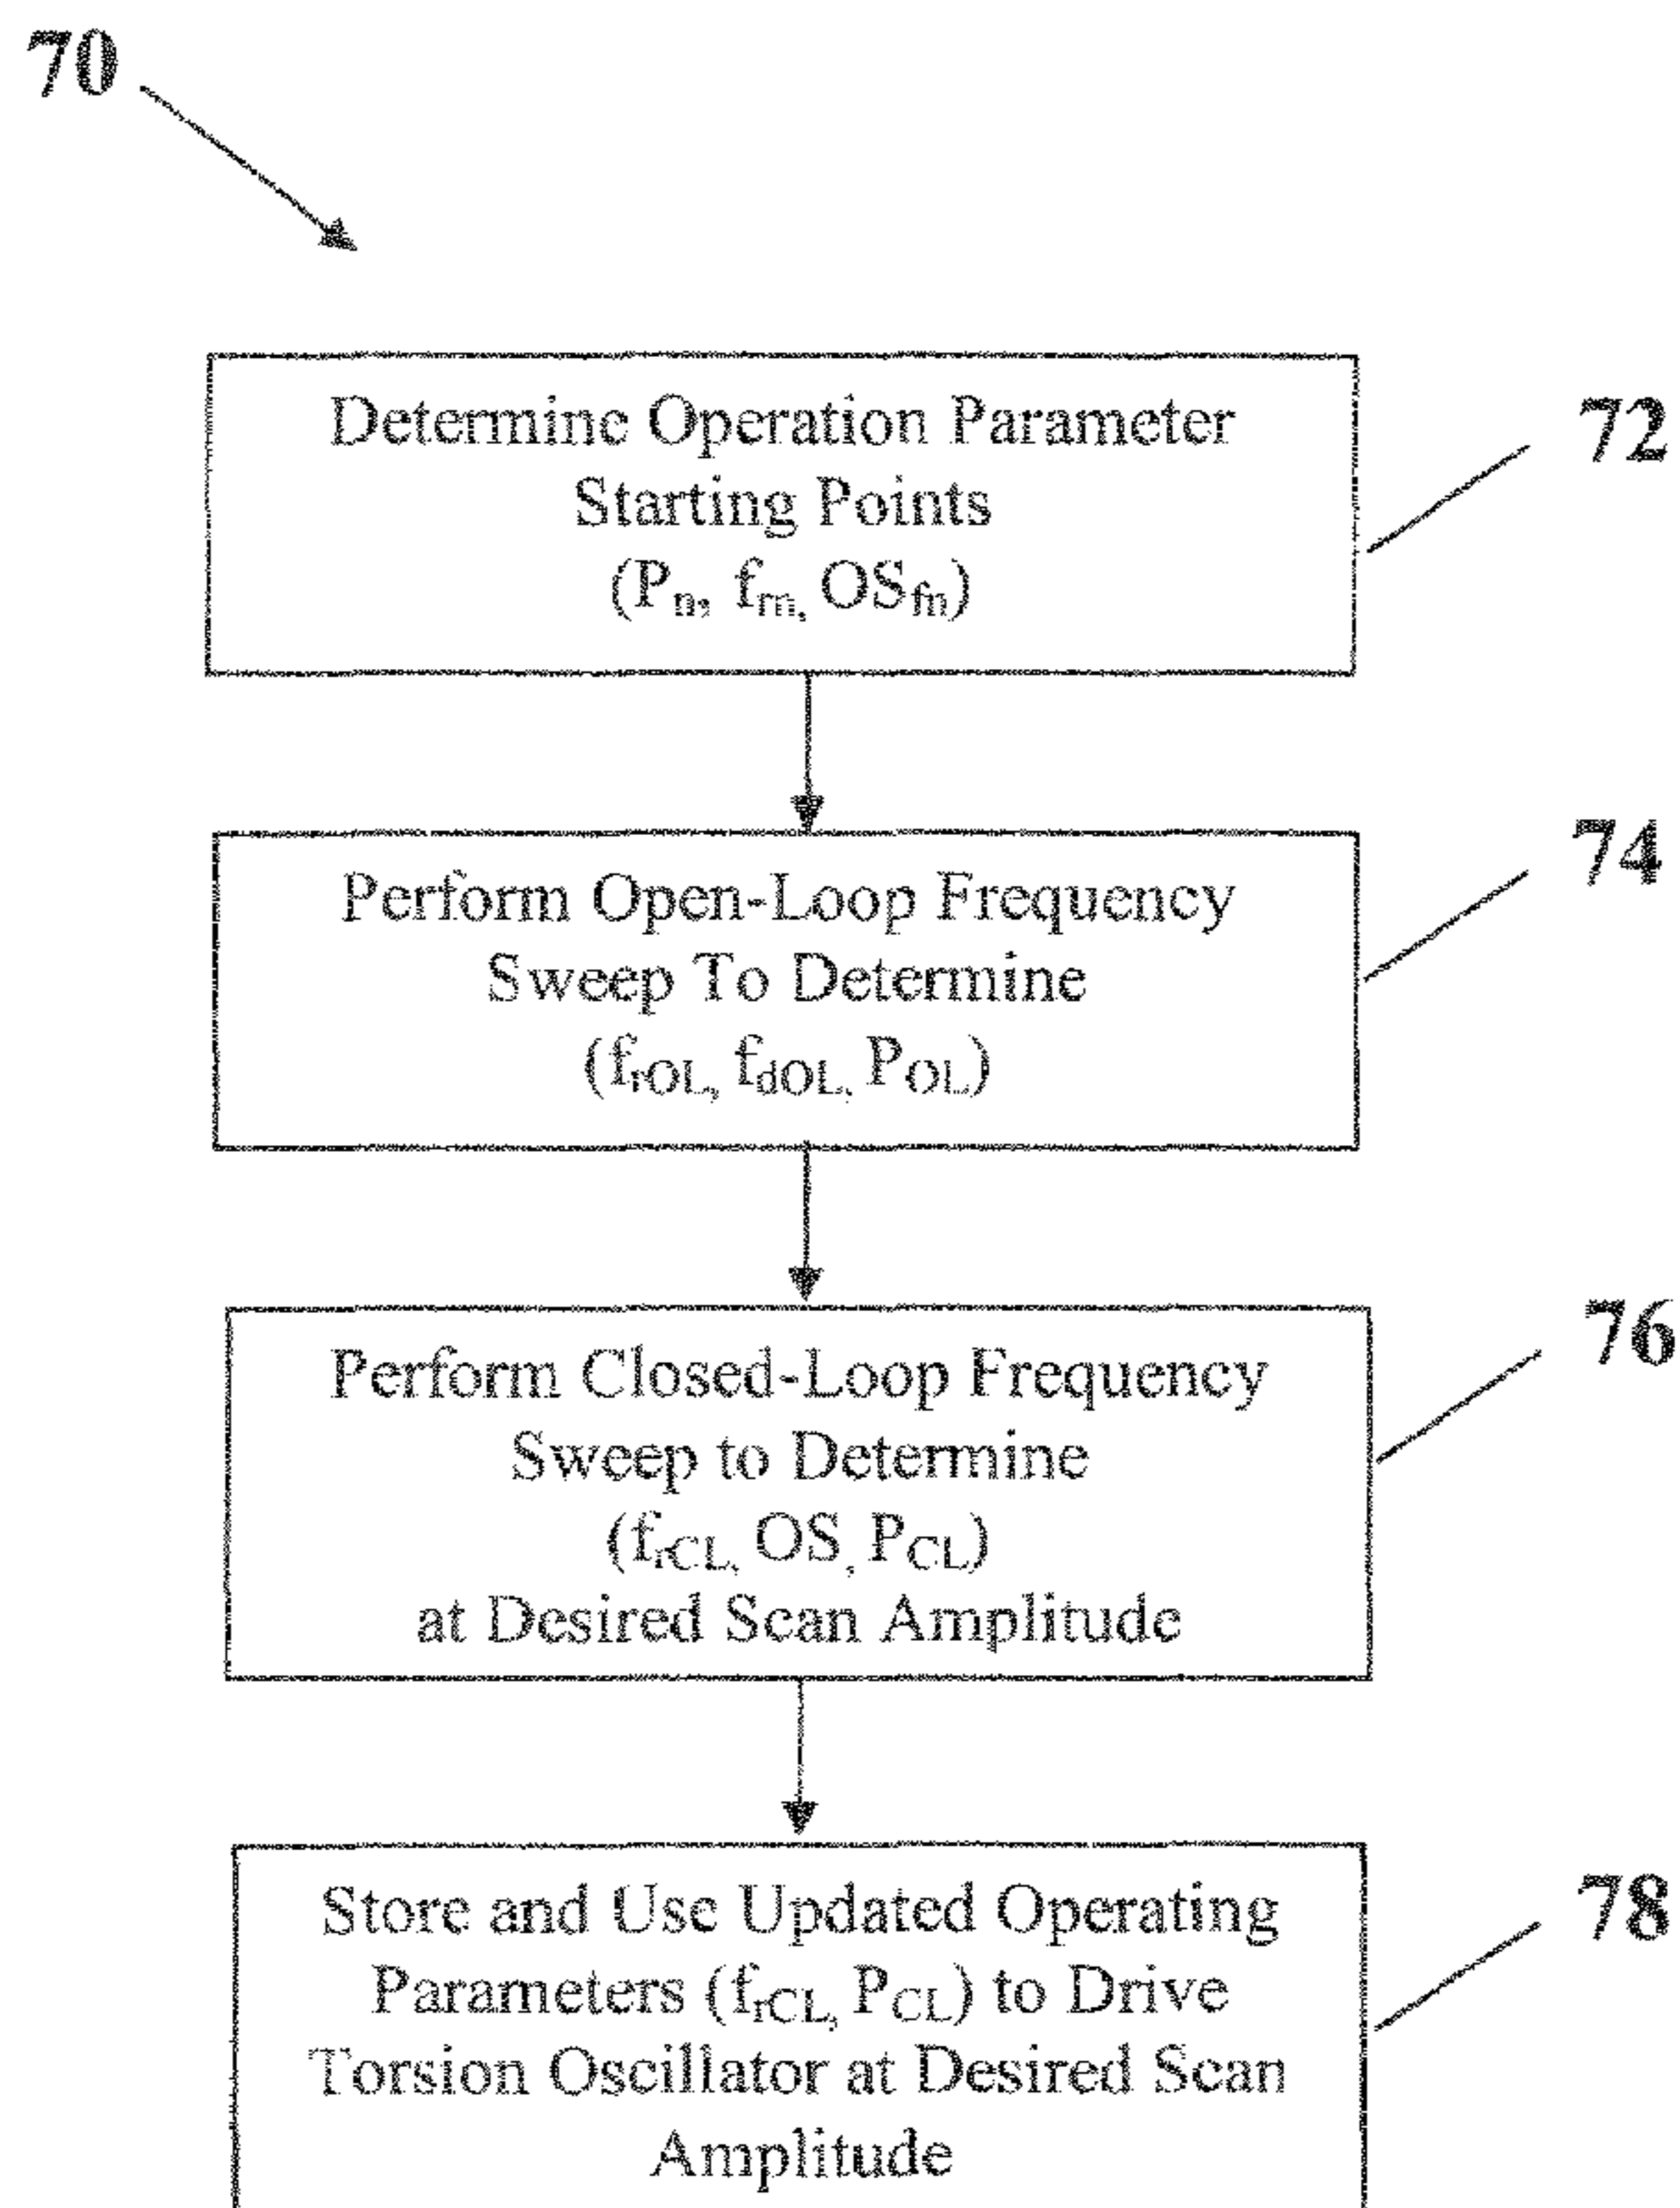 70
Determine Operation Parameter
Starting Points
(Pn, frn, OSfn)
72
Perform Open-Loop Frequency
Sweep To Determine
(frOL, fdOL, POL)
74
Perform Closed-Loop Frequency
Sweep to Determine
(frCL, OS, PCL)
at Desired Scan Amplitude
76
Store and Use Updated Operating
Parameters (frCL, PCL) to Drive
Torsion Oscillator at Desired Scan
Amplitude
78